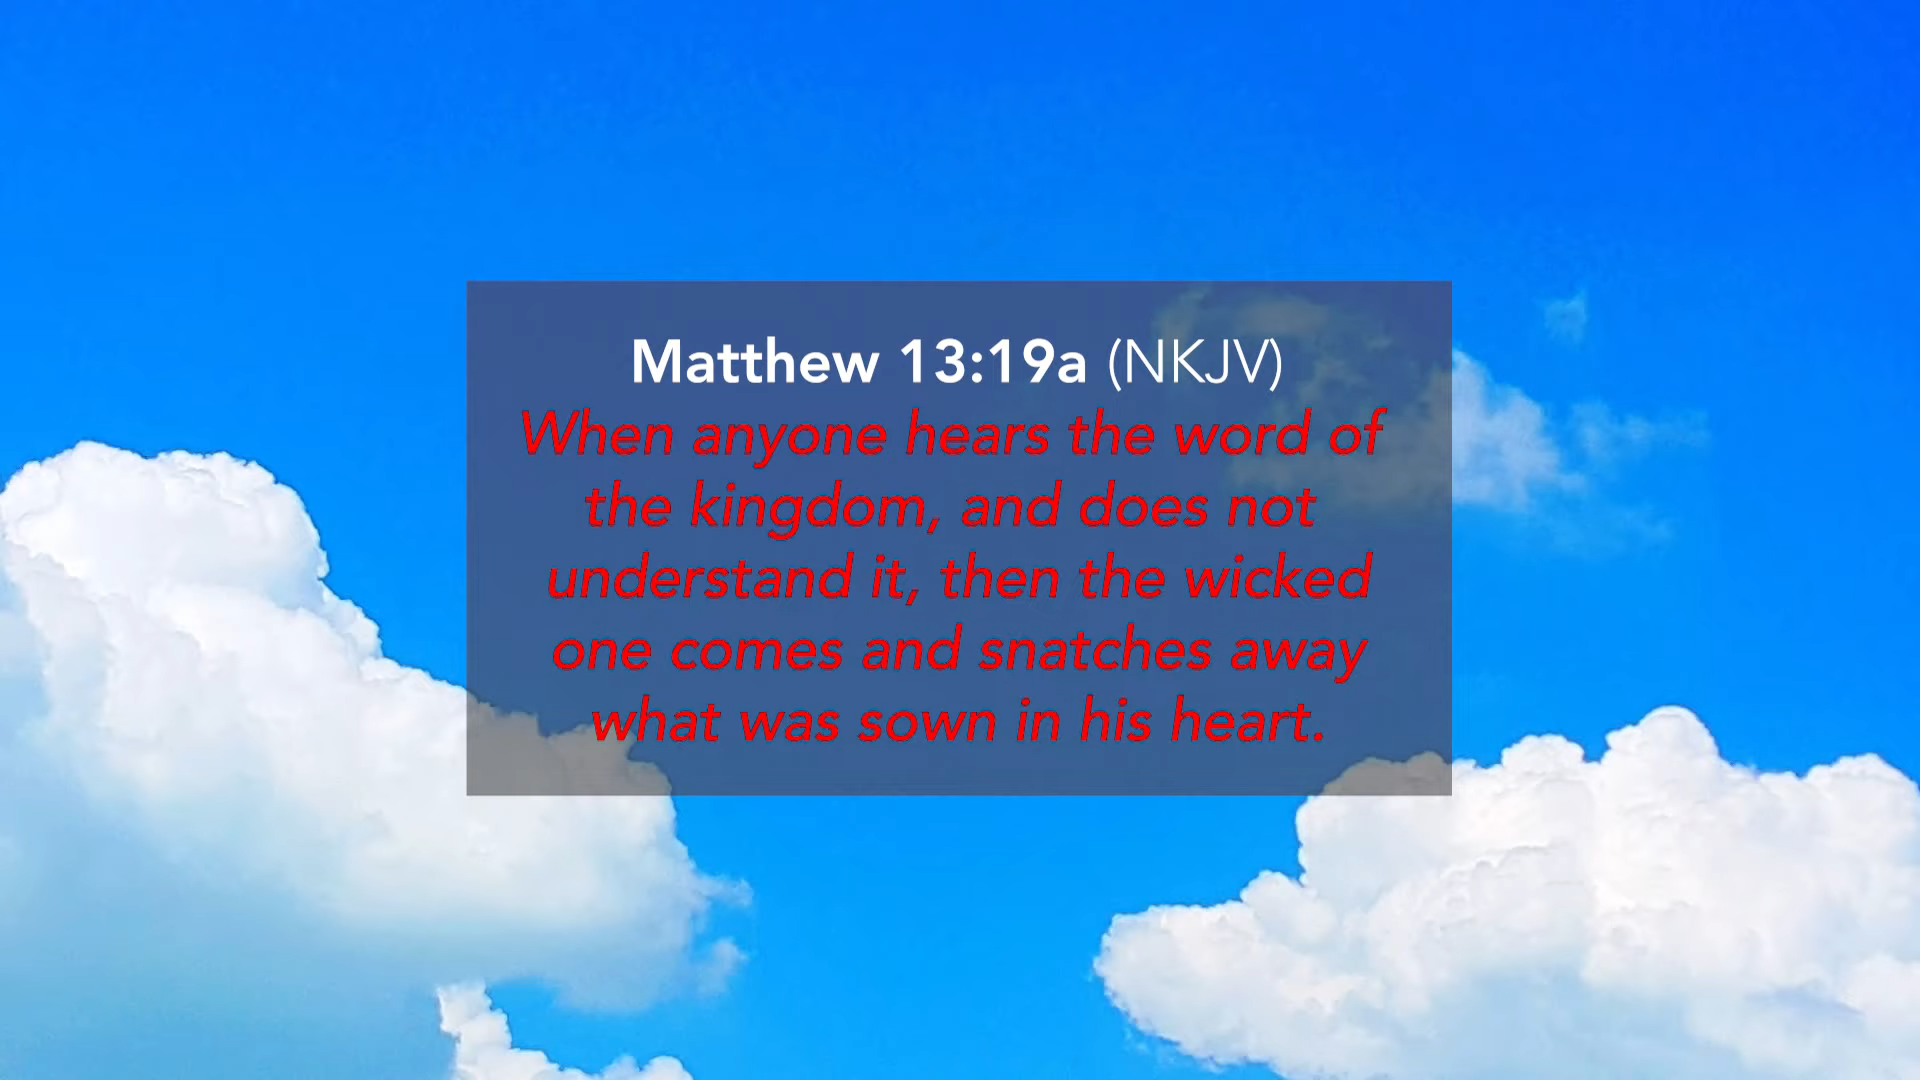 Matthew 13:19a (NKJV)
When anyone hears the word of
the kingdom, and does not
understand it, then the wicked
one comes and snatches away
what was sown in his heart.